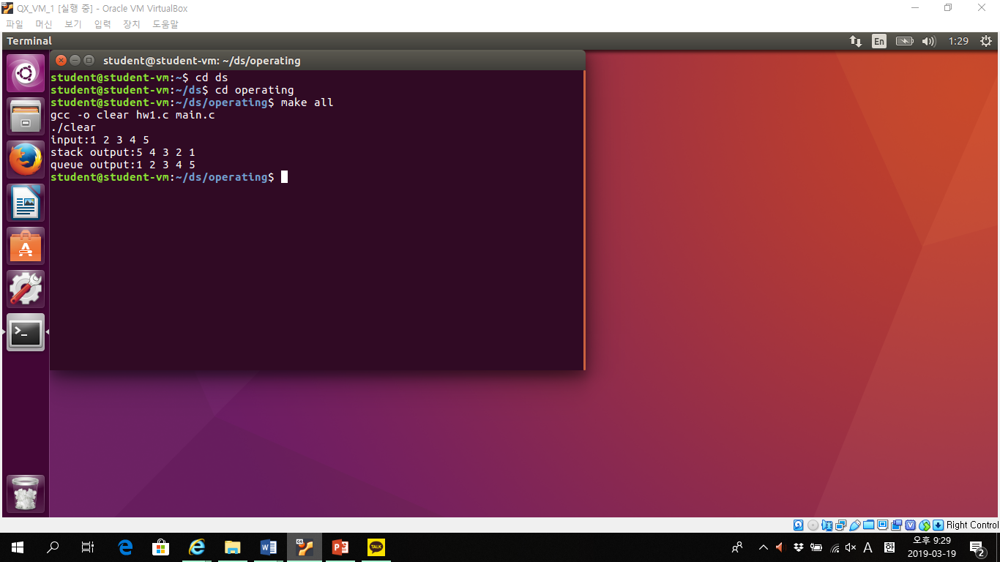 QX_VM_1 [실행 중] - Oracle VM VirtualBox
파일 머신 보기 입력 장치 도움말
Terminal En 1:29
student@student-vm: ~/ds/operating
student@student-vm:~$ cd ds
student@student-vm:~/ds$ cd operating
student@student-vm:~/ds/operating$ make all
gcc -o clear hw1.c main.c
./clear
input:1 2 3 4 5
stack output:5 4 3 2 1
queue output:1 2 3 4 5
student@student-vm:~/ds/operating$
Right Control
TALK A 한 오후 9:29
2019-03-19 2